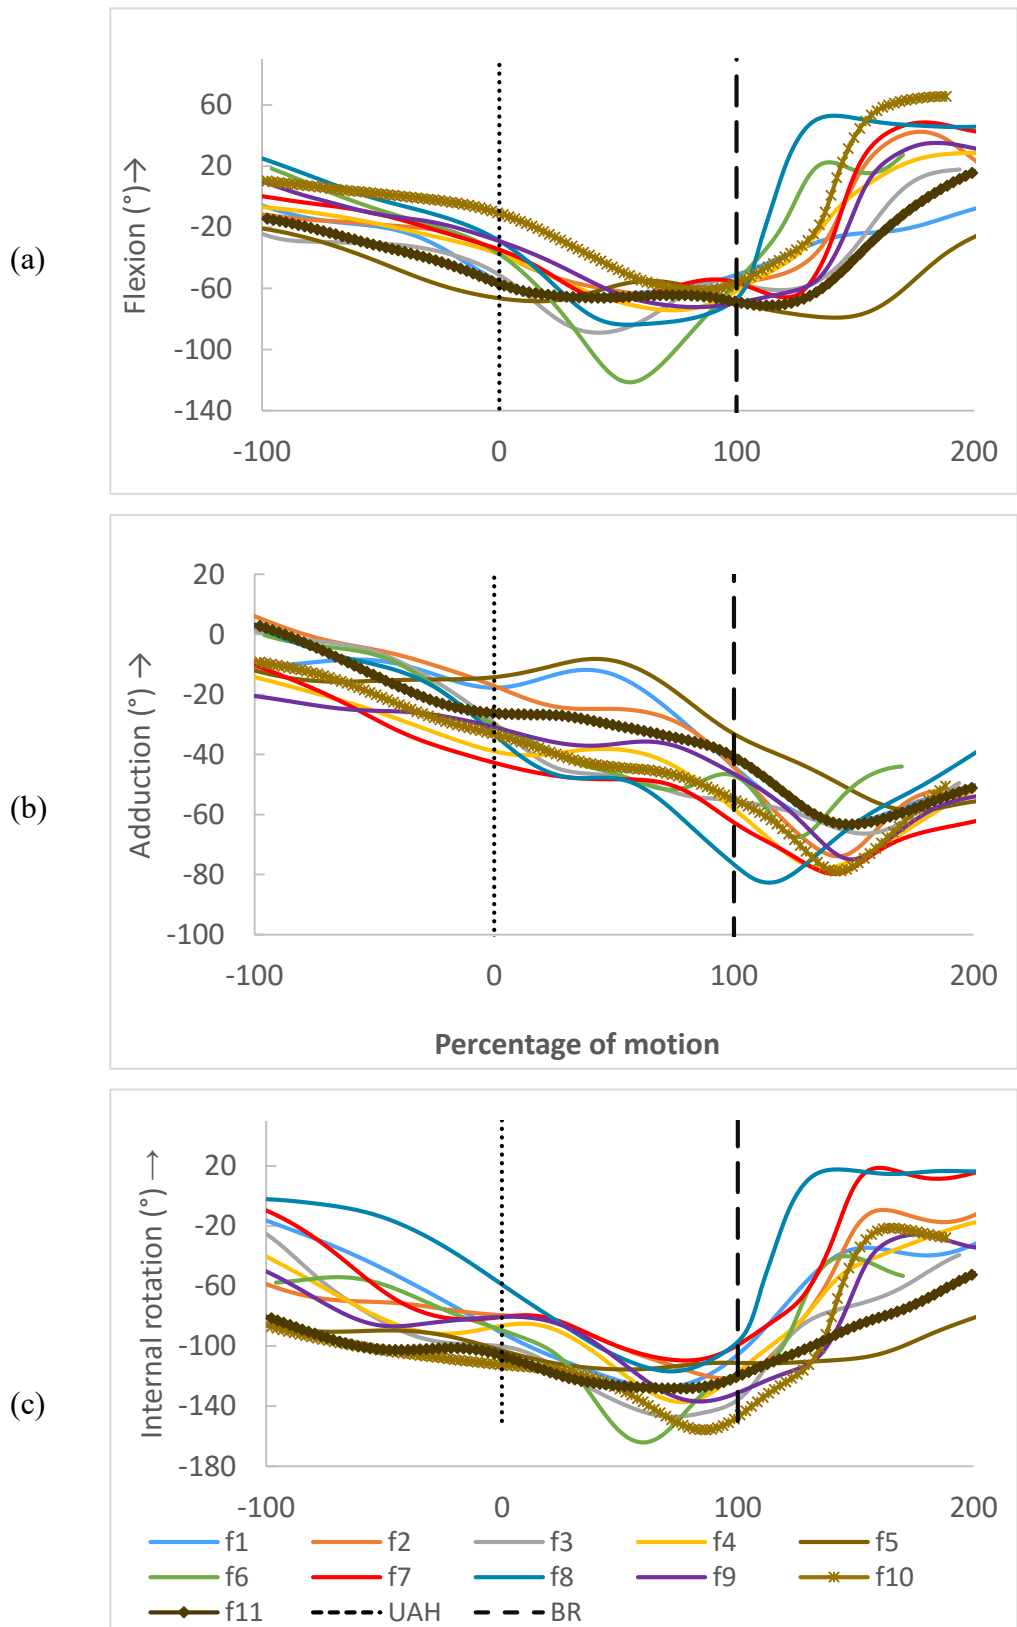 (a)
Flexion (°)→
60
20
-20
-60
-100
-140
-100 0 100 200
(b)
Adduction (°) →
20
0
-20
-40
-60
-80
-100
-100 0 100 200
Percentage of motion
(c)
Internal rotation (°) →
20
-20
-60
-100
-140
-180
-100 0 100 200
f1 f2 f3 f4 f5
f6 f7 f8 f9 f10
f11 UAH BR